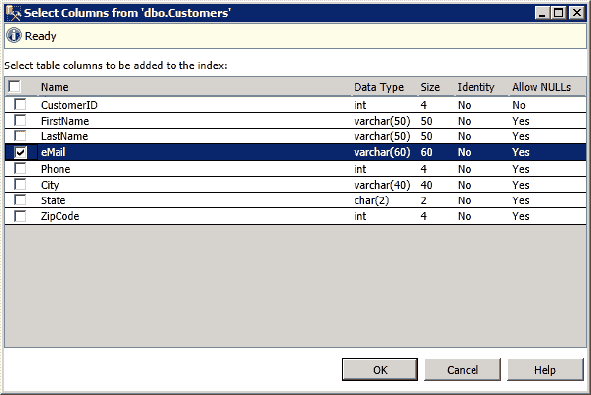 Select Columns from 'dbo.Customers'
Ready
Select table columns to be added to the index:
Name Data Type Size Identity Allow NULLs
CustomerID int 4 No No
FirstName varchar(50) 50 No Yes
LastName varchar(50) 50 No Yes
eMail varchar(60) 60 No Yes
Phone int 4 No Yes
City varchar(40) 40 No Yes
State char(2) 2 No Yes
ZipCode int 4 No Yes
OK Cancel Help